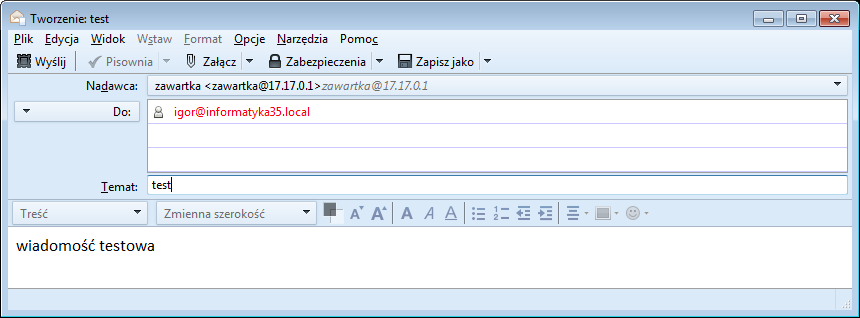 Tworzenie: test
Plik Edycja Widok Wstaw Format Opcje Narzędzia Pomoc
Wyślij Pisownia Załącz Zabezpieczenia Zapisz jako
Nadawca: zawartka <zawartka@17.17.0.1> zawartka@17.17.0.1
Do: igor@informatyka35.local
Temat: test
Treść Zmienna szerokość
wiadomość testowa